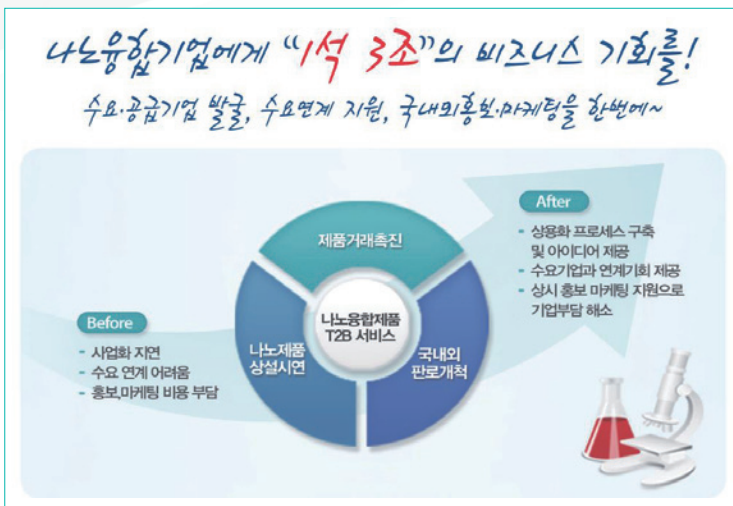 나노융합기업에게 “1석 3조”의 비즈니스 기회를!
수요·공급기업 발굴, 수요연계 지원, 국내외홍보·마케팅을 한번에~
After
- 상용화 프로세스 구축
및 아이디어 제공
- 수요기업과 연계기회 제공
- 상시 홍보 마케팅 지원으로
기업부담 해소
제품거래촉진
나노융합제품
T2B 서비스
나노제품
상설시연
국내외
판로개척
Before
- 사업화 지연
- 수요 연계 어려움
- 홍보,마케팅 비용 부담